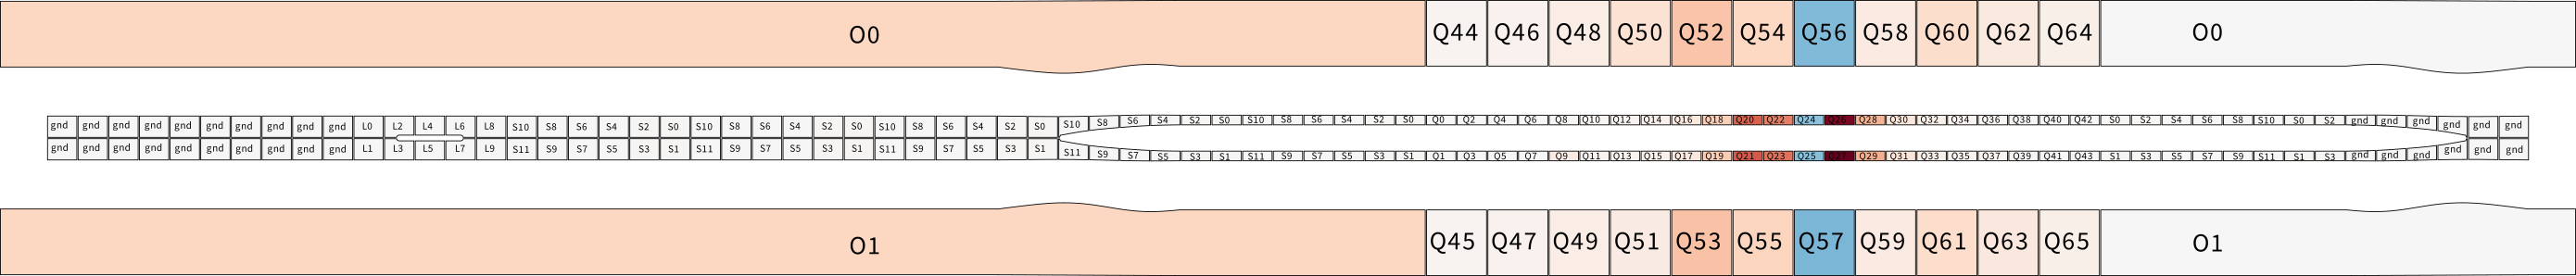 O0 Q44 Q46 Q48 Q50 Q52 Q54 Q56 Q58 Q60 Q62 Q64 O0
gnd gnd gnd gnd gnd gnd gnd gnd gnd gnd L0 L2 L4 L6 L8 S10 S8 S6 S4 S2 S0 S10 S8 S6 S4 S2 S0 S10 S8 S6 S4 S2 S0 S10 S8 S6 S4 S2 S0 S10 S8 S6 S4 S2 S0 Q0 Q2 Q4 Q6 Q8 Q10 Q12 Q14 Q16 Q18 Q20 Q22 Q24 Q26 Q28 Q30 Q32 Q34 Q36 Q38 Q40 Q42 S0 S2 S4 S6 S8 S10 S0 S2 gnd gnd gnd gnd gnd gnd
gnd gnd gnd gnd gnd gnd gnd gnd gnd gnd L1 L3 L5 L7 L9 S11 S9 S7 S5 S3 S1 S11 S9 S7 S5 S3 S1 S11 S9 S7 S5 S3 S1 S11 S9 S7 S5 S3 S1 S11 S9 S7 S5 S3 S1 Q1 Q3 Q5 Q7 Q9 Q11 Q13 Q15 Q17 Q19 Q21 Q23 Q25 Q27 Q29 Q31 Q33 Q35 Q37 Q39 Q41 Q43 S1 S3 S5 S7 S9 S11 S1 S3 gnd gnd gnd gnd gnd gnd
O1 Q45 Q47 Q49 Q51 Q53 Q55 Q57 Q59 Q61 Q63 Q65 O1